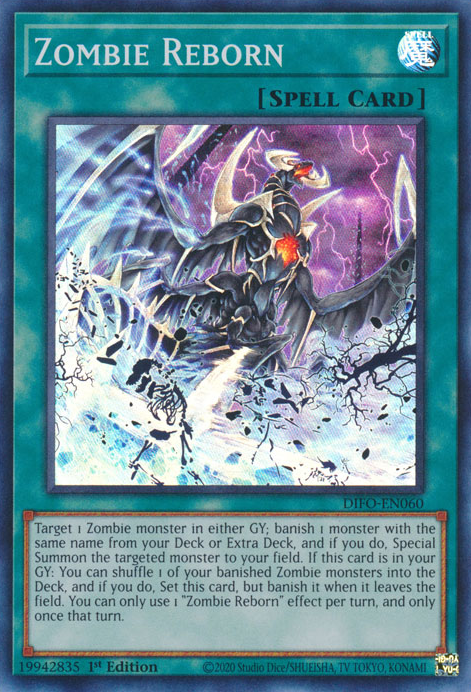 ZOMBIE REBORN
SPELL
魔
[SPELL CARD]
DIFO-EN060
Target 1 Zombie monster in either GY; banish 1 monster with the
same name from your Deck or Extra Deck, and if you do, Special
Summon the targeted monster to your field. If this card is in your
GY: You can shuffle 1 of your banished Zombie monsters into the
Deck, and if you do, Set this card, but banish it when it leaves the
field. You can only use 1 "Zombie Reborn" effect per turn, and only
once that turn.
19942835 1st Edition ©2020 Studio Dice/SHUEISHA, TV TOKYO, KONAMI